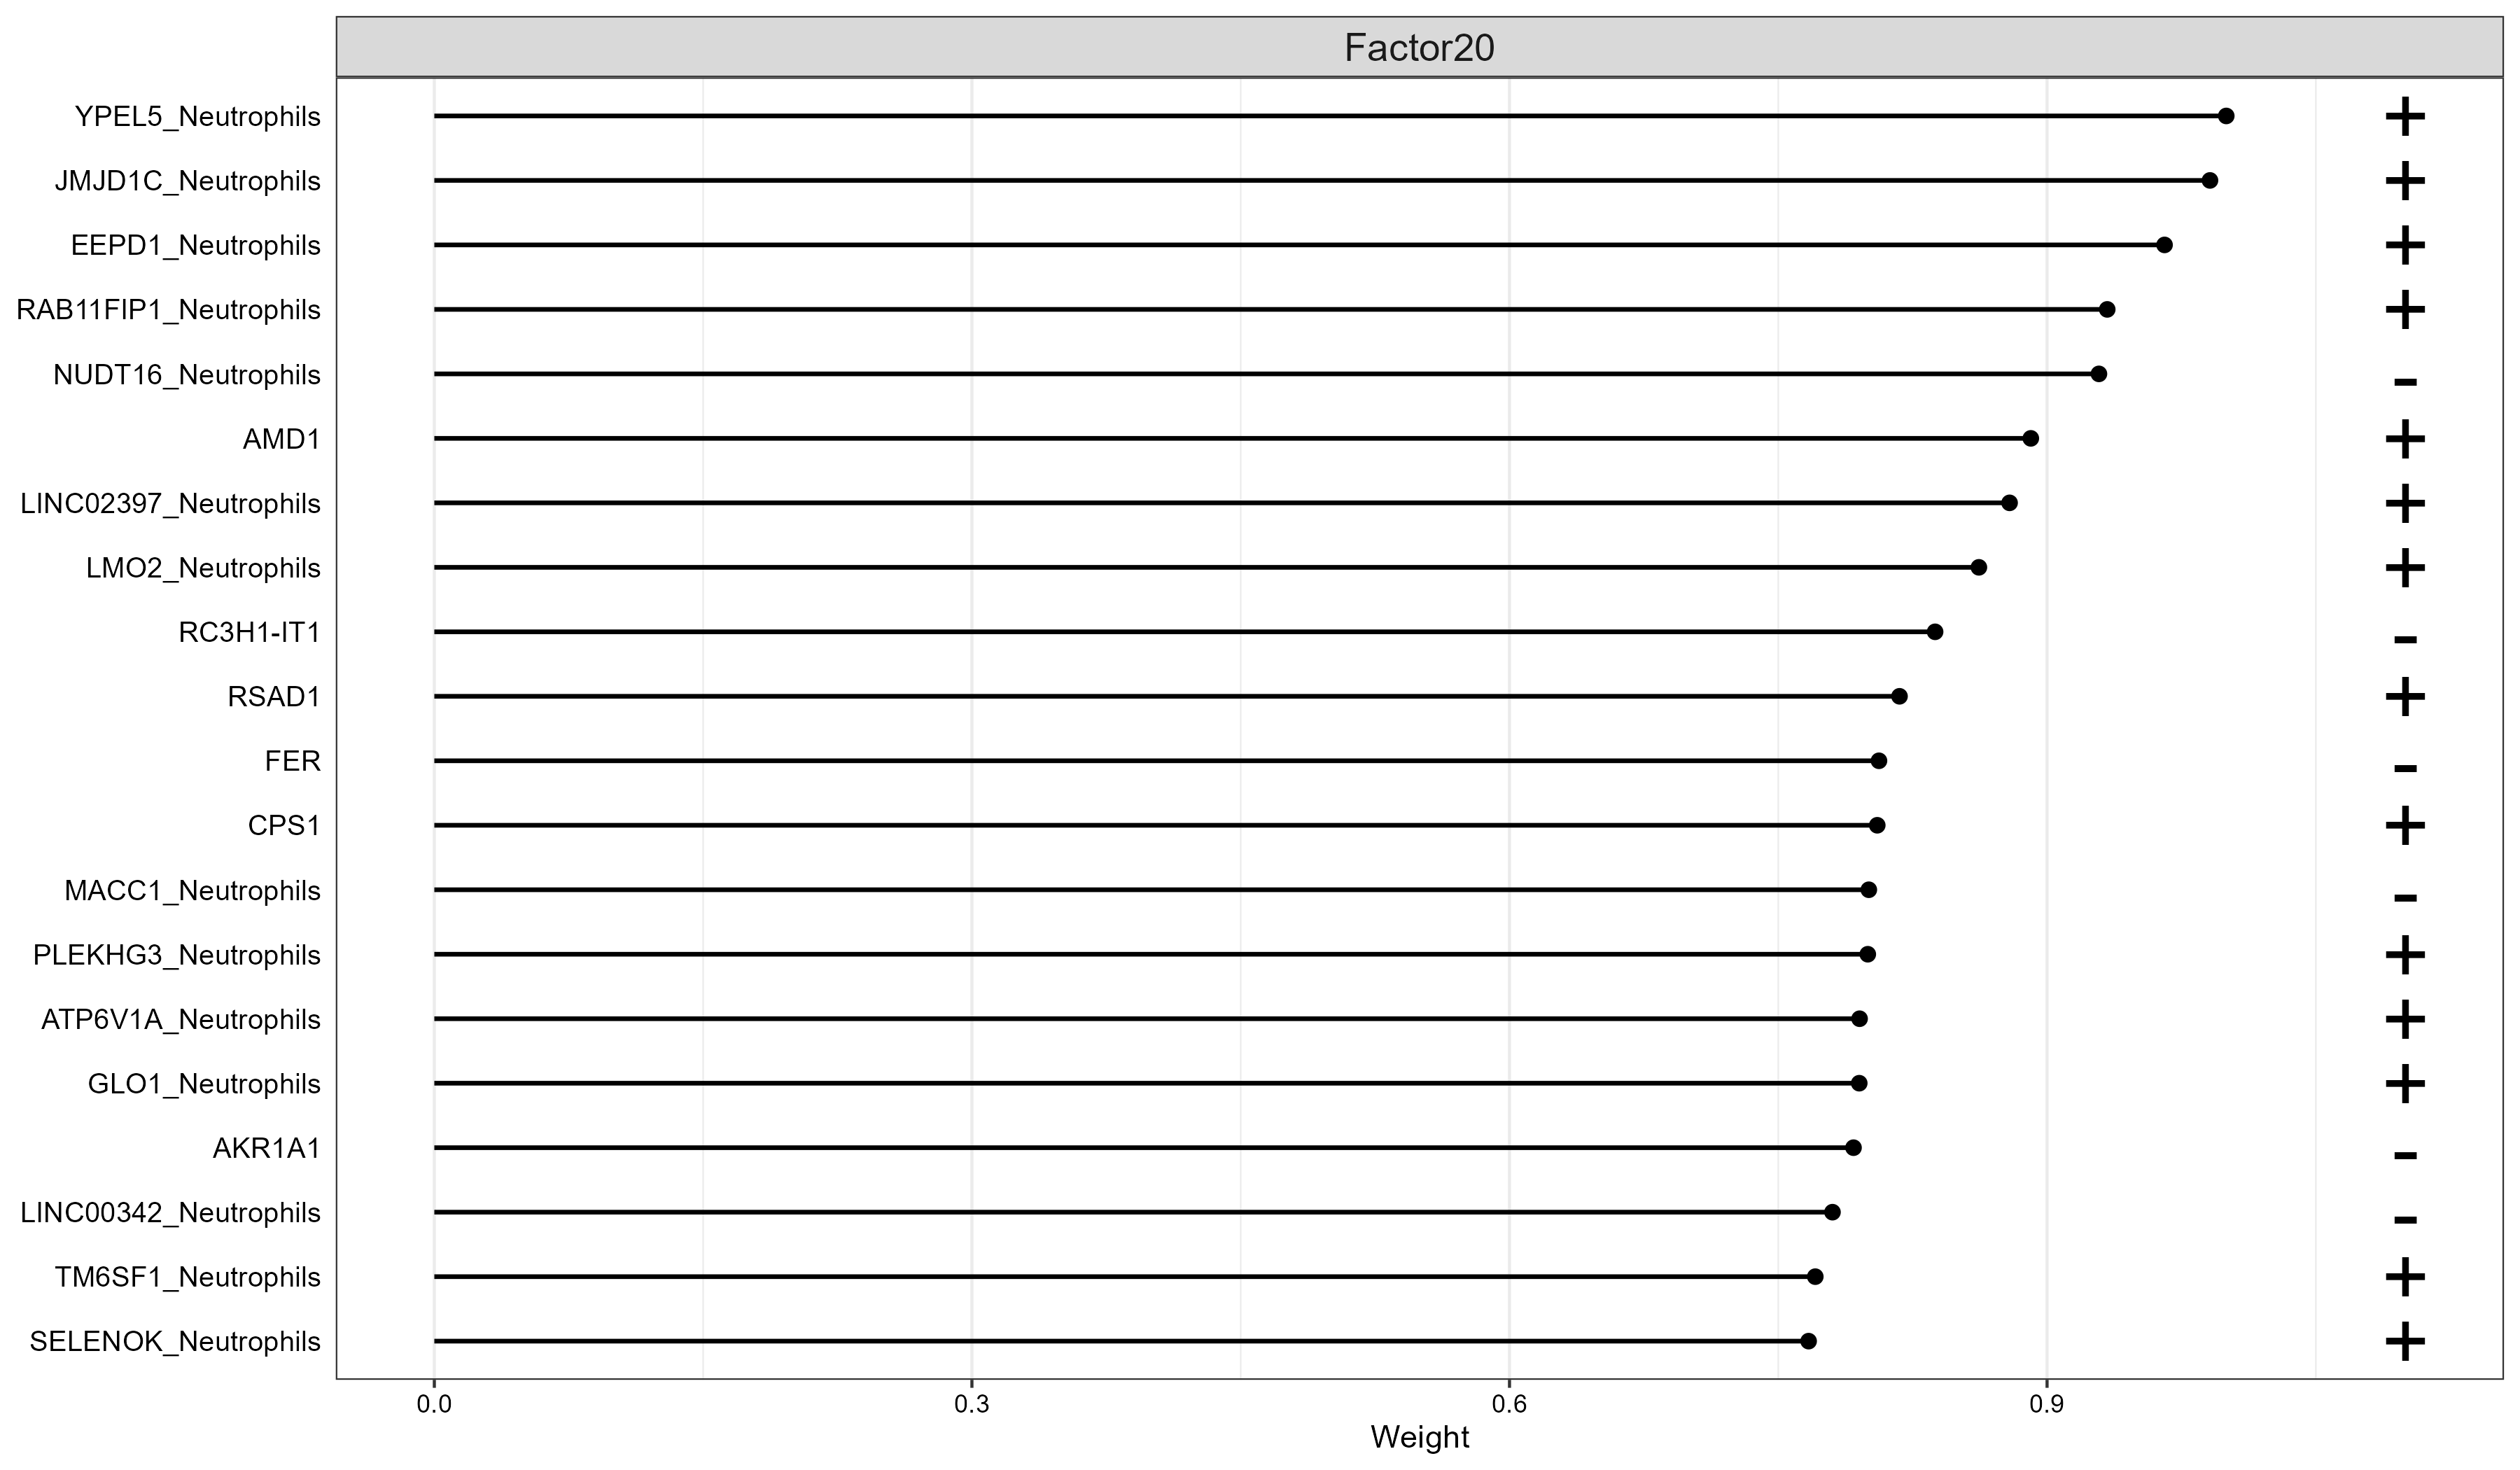 Factor20
YPEL5_Neutrophils +
JMJD1C_Neutrophils +
EEPD1_Neutrophils +
RAB11FIP1_Neutrophils +
NUDT16_Neutrophils -
AMD1 +
LINC02397_Neutrophils +
LMO2_Neutrophils +
RC3H1-IT1 -
RSAD1 +
FER -
CPS1 +
MACC1_Neutrophils -
PLEKHG3_Neutrophils +
ATP6V1A_Neutrophils +
GLO1_Neutrophils +
AKR1A1 -
LINC00342_Neutrophils -
TM6SF1_Neutrophils +
SELENOK_Neutrophils +
0.0 0.3 0.6 0.9
Weight